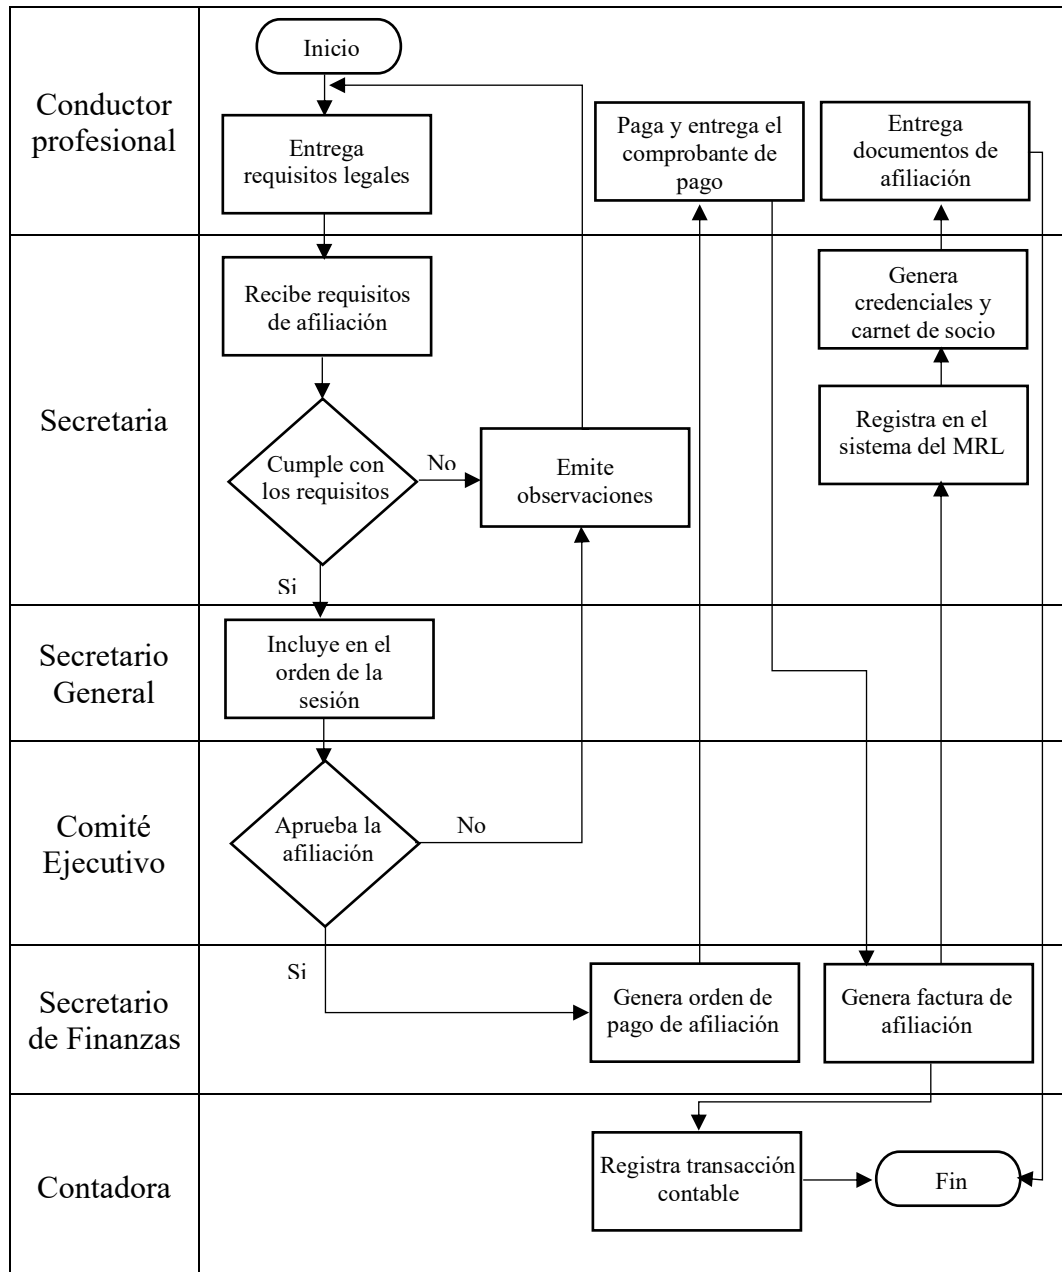 Conductor
profesional
Inicio
Entrega
requisitos legales
Paga y entrega el
comprobante de
pago
Entrega
documentos de
afiliación
Secretaria
Recibe requisitos
de afiliación
Genera
credenciales y
carnet de socio
Cumple con
los requisitos
No
Emite
observaciones
Registra en el
sistema del MRL
Si
Secretario
General
Incluye en el
orden de la
sesión
Comité
Ejecutivo
Aprueba la
afiliación
No
Si
Secretario
de Finanzas
Genera orden de
pago de afiliación
Genera factura de
afiliación
Contadora
Registra transacción
contable
Fin